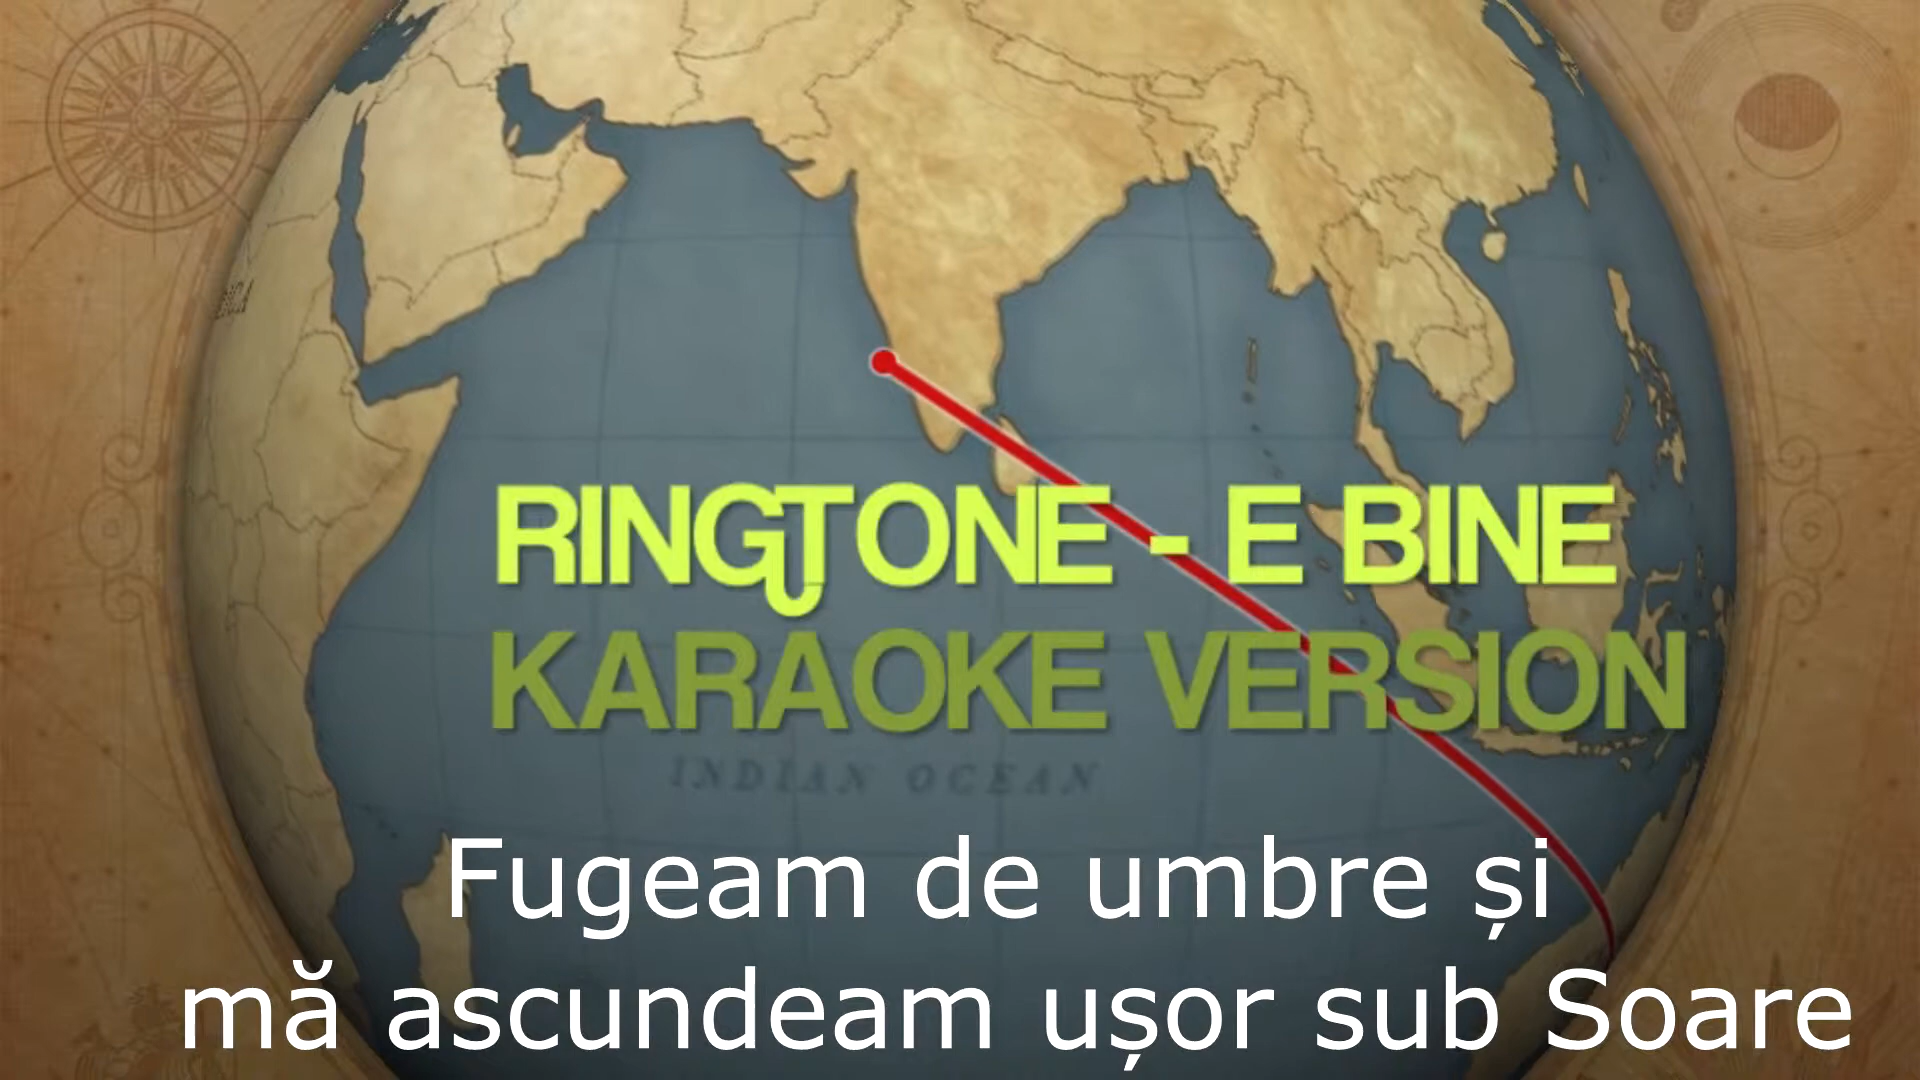 RINGTONE - E BINE
KARAOKE VERSION
INDIAN OCEAN
Fugeam de umbre și
mă ascundeam ușor sub Soare